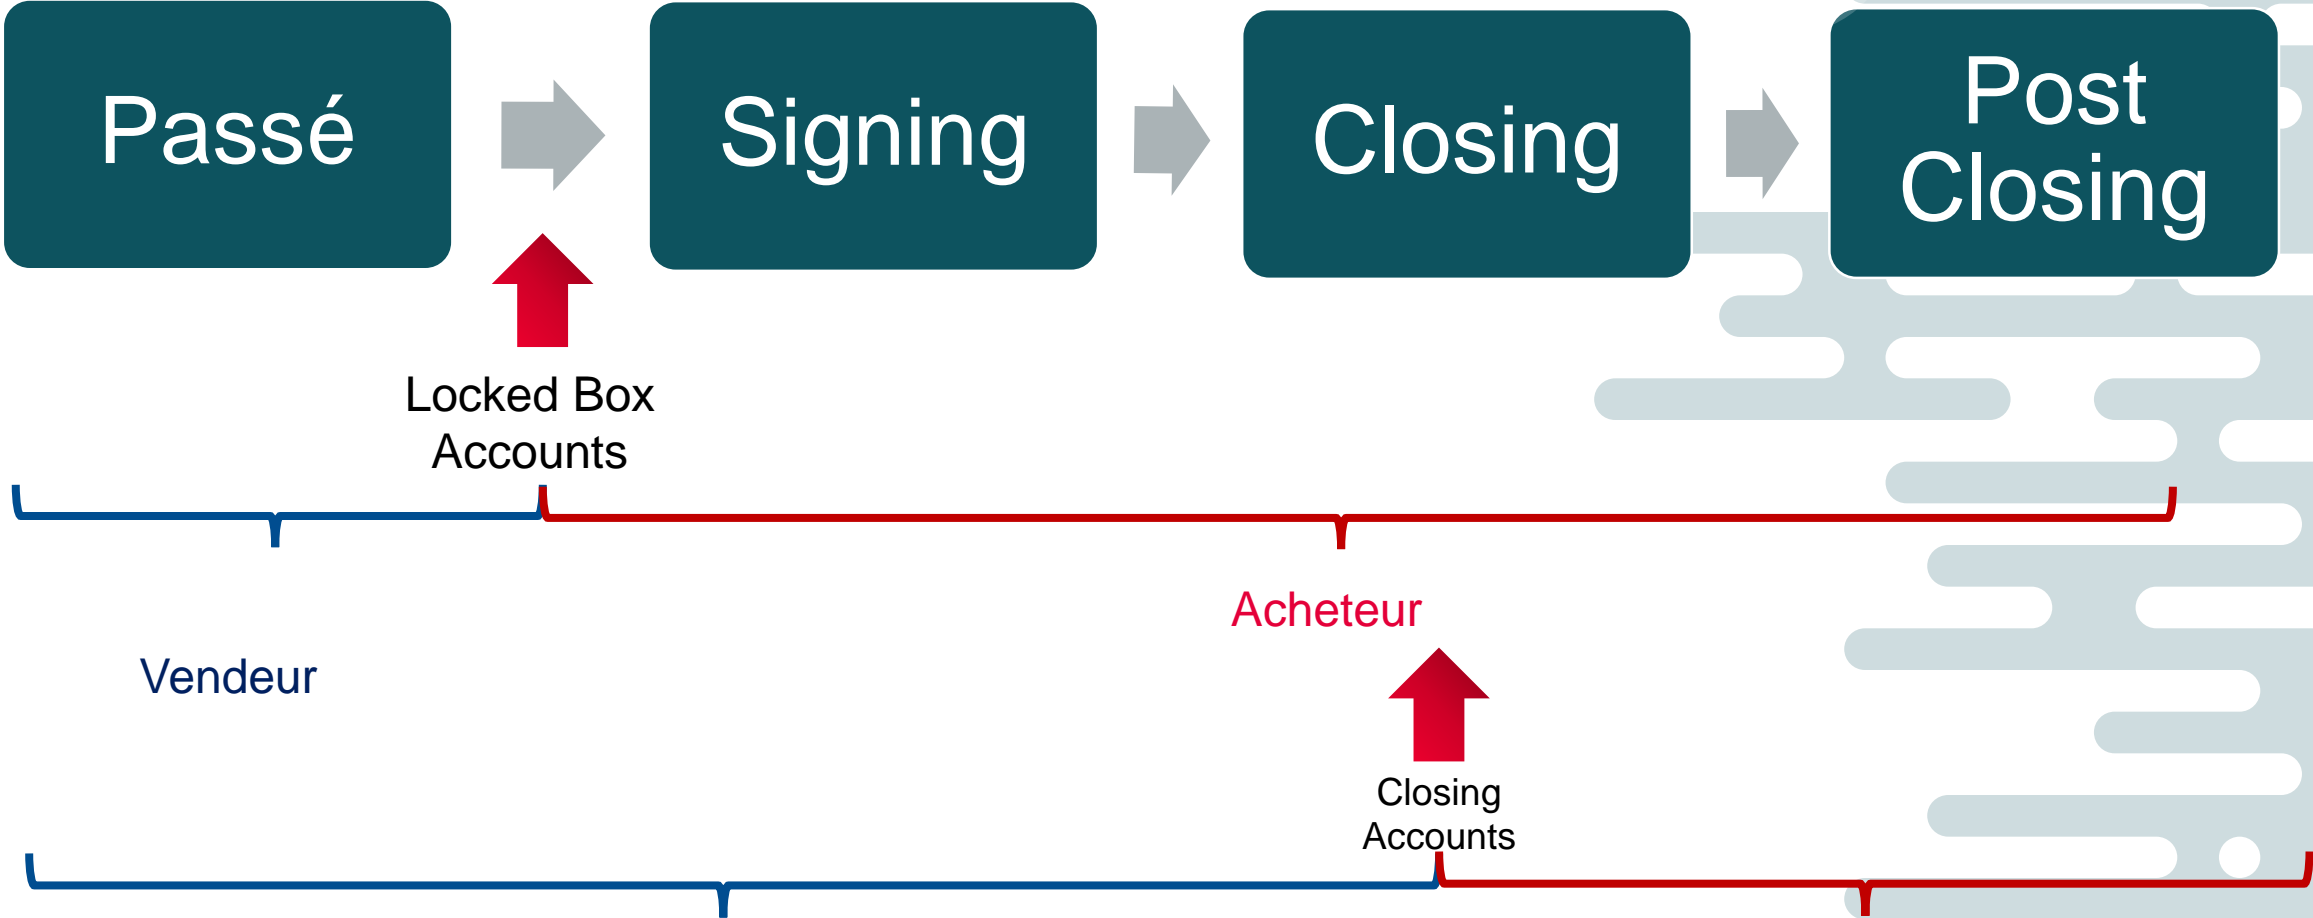 Passé
Signing
Closing
Post
Closing
Locked Box
Accounts
Acheteur
Vendeur
Closing
Accounts